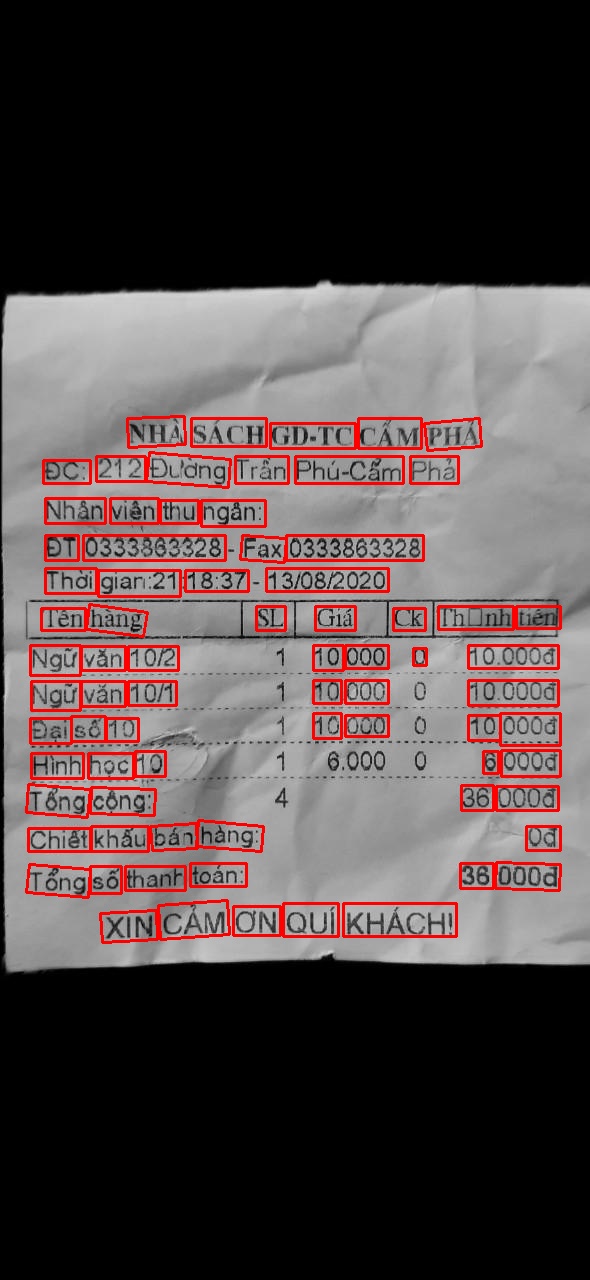 NHÀ SÁCH GD-TC CẨM PHẢ
ĐC: 212 Đường Trần Phú-Cẩm Phả
Nhân viên thu ngân:
ĐT 0333863328 - Fax 0333863328
Thời gian:21:18:37 - 13/08/2020
Tên hàng SL Giá Ck Th□nh tiền
Ngữ văn 10/2 1 10.000 0 10.000đ
Ngữ văn 10/1 1 10.000 0 10.000đ
Đại số 10 1 10.000 0 10.000đ
Hình học 10 1 6.000 0 6.000đ
Tổng cộng: 4 36.000đ
Chiết khấu bán hàng: 0đ
Tổng số thanh toán: 36.000đ
XIN CẢM ƠN QUÍ KHÁCH!